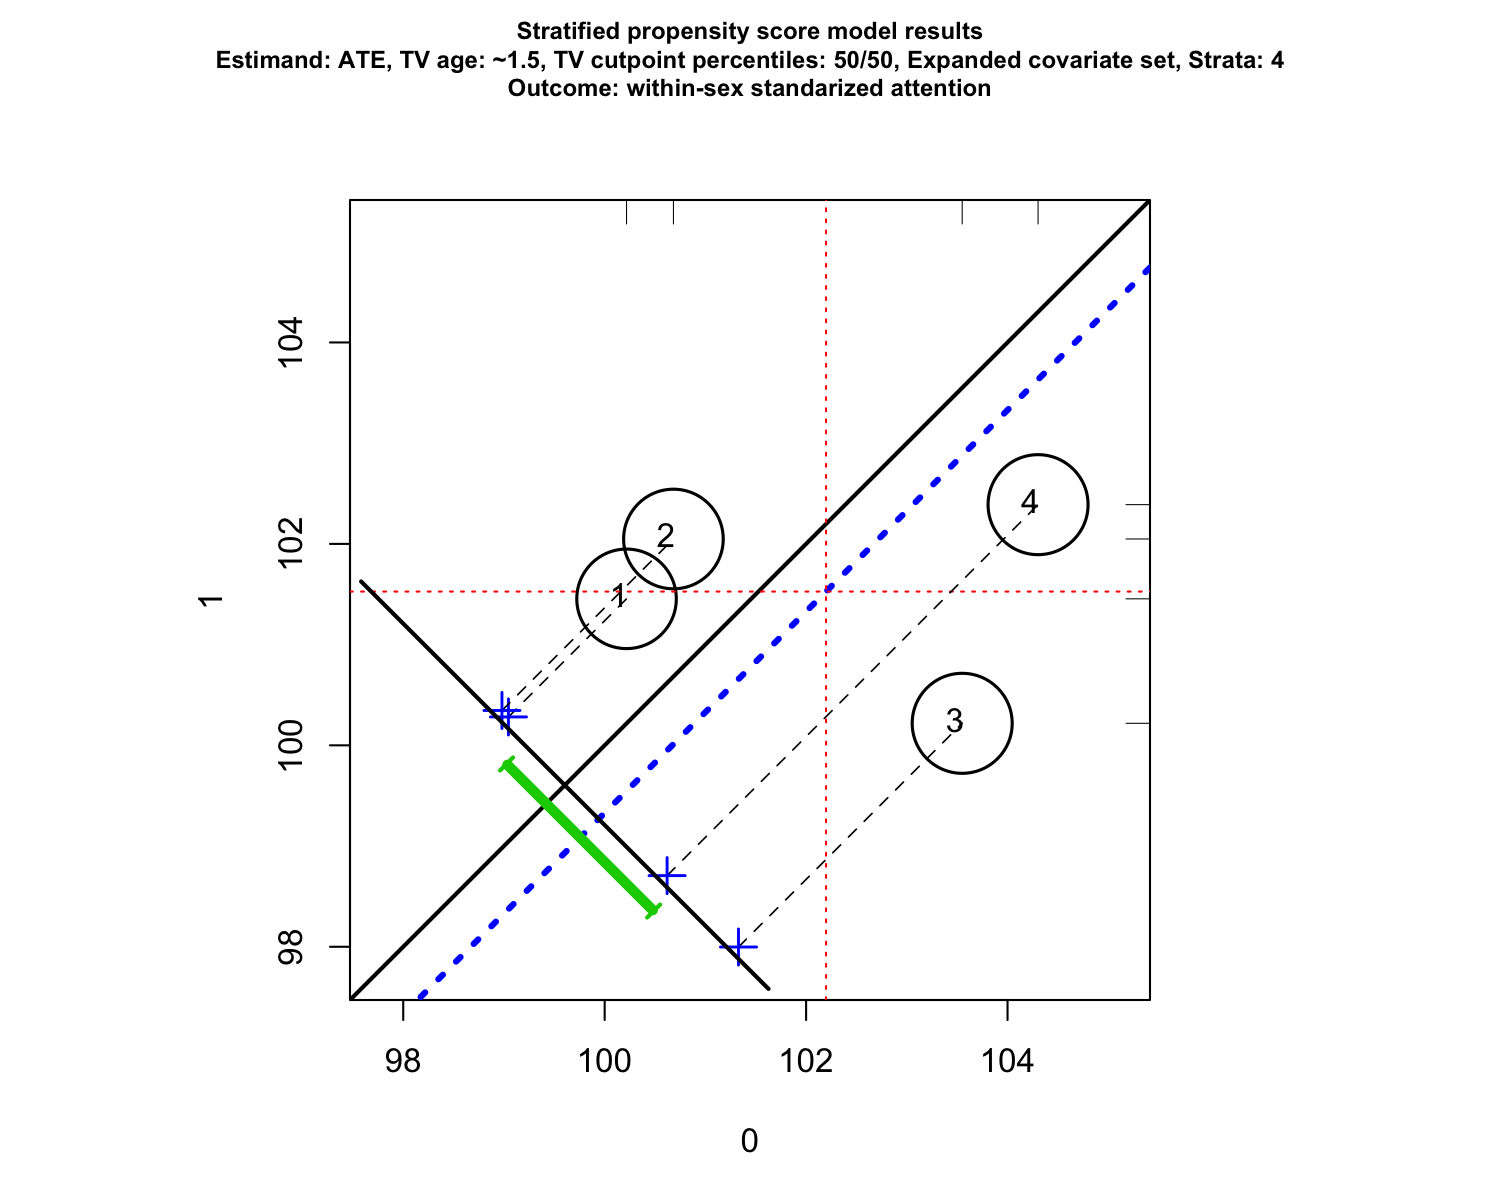 Stratified propensity score model results
Estimand: ATE, TV age: ~1.5, TV cutpoint percentiles: 50/50, Expanded covariate set, Strata: 4
Outcome: within-sex standarized attention
104
102
100
98
1
2
1
4
3
98 100 102 104
0